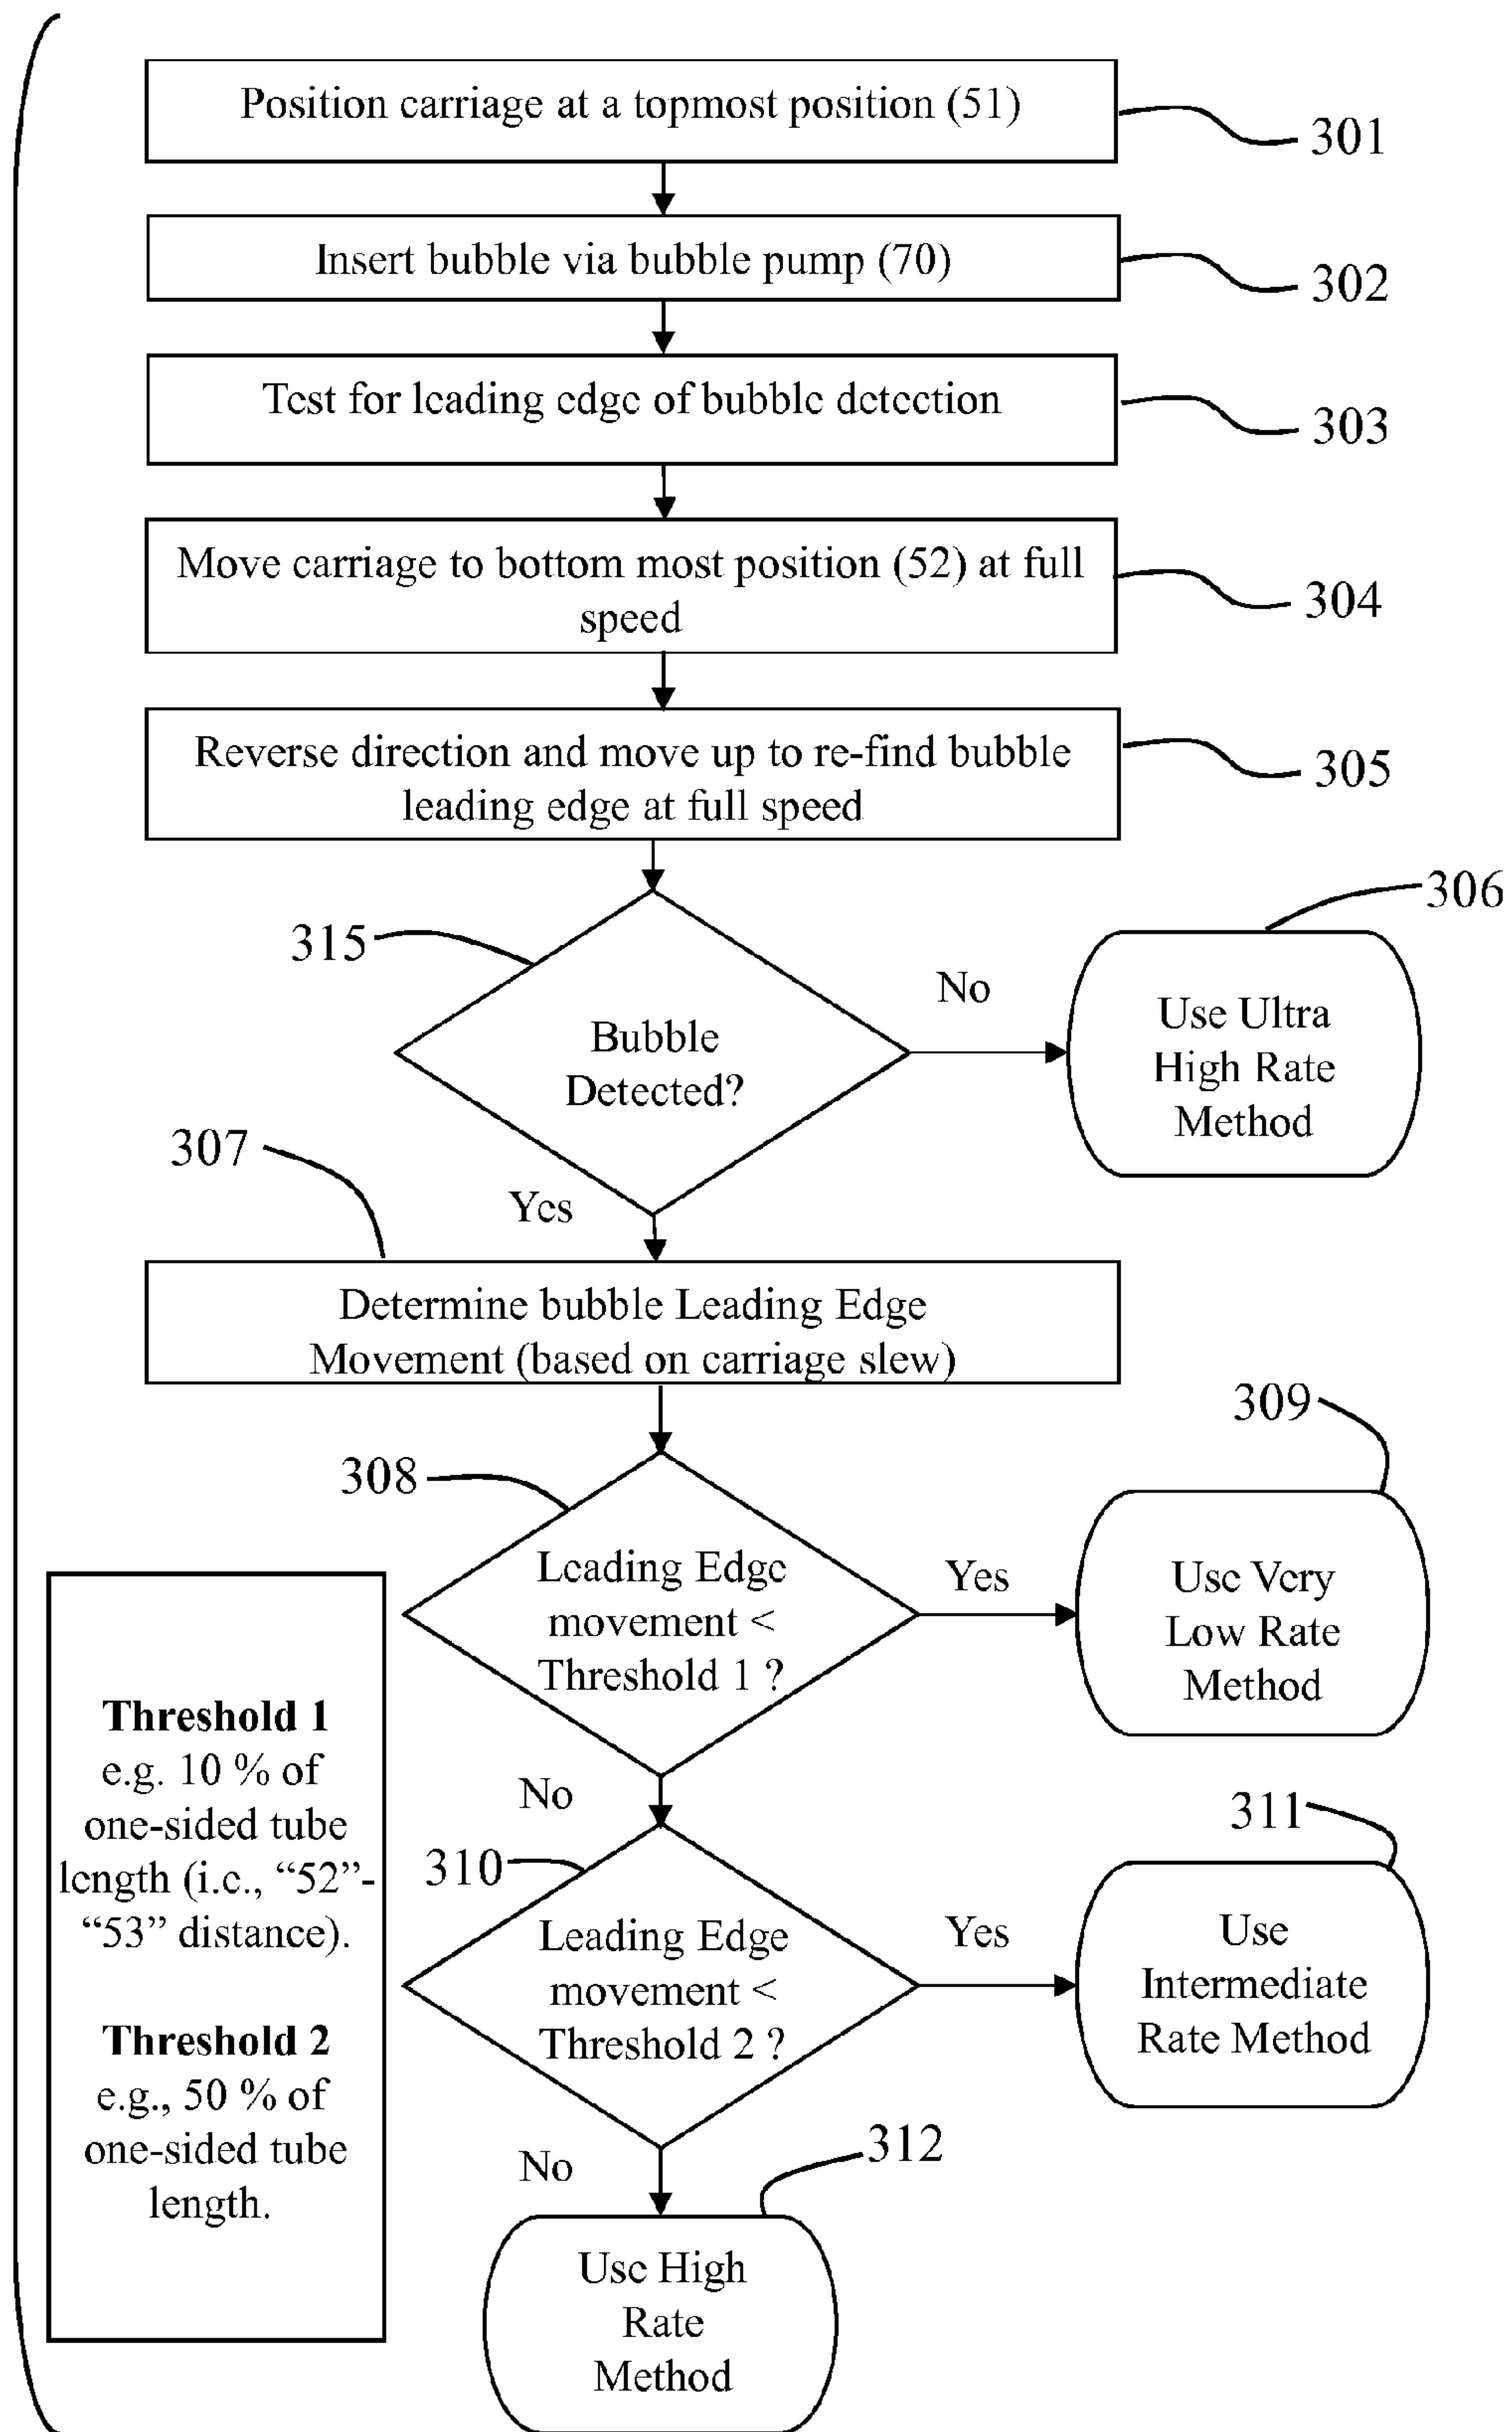 Position carriage at a topmost position (51)
301
Insert bubble via bubble pump (70)
302
Test for leading edge of bubble detection
303
Move carriage to bottom most position (52) at full
speed
304
Reverse direction and move up to re-find bubble
leading edge at full speed
305
315
Bubble
Detected?
No
306
Use Ultra
High Rate
Method
Yes
307
Determine bubble Leading Edge
Movement (based on carriage slew)
308
Leading Edge
movement <
Threshold 1 ?
Yes
309
Use Very
Low Rate
Method
No
310
Leading Edge
movement <
Threshold 2 ?
Yes
311
Use
Intermediate
Rate Method
No
312
Use High
Rate
Method
Threshold 1
e.g. 10 % of
one-sided tube
length (i.e., “52”-
“53” distance).
Threshold 2
e.g., 50 % of
one-sided tube
length.